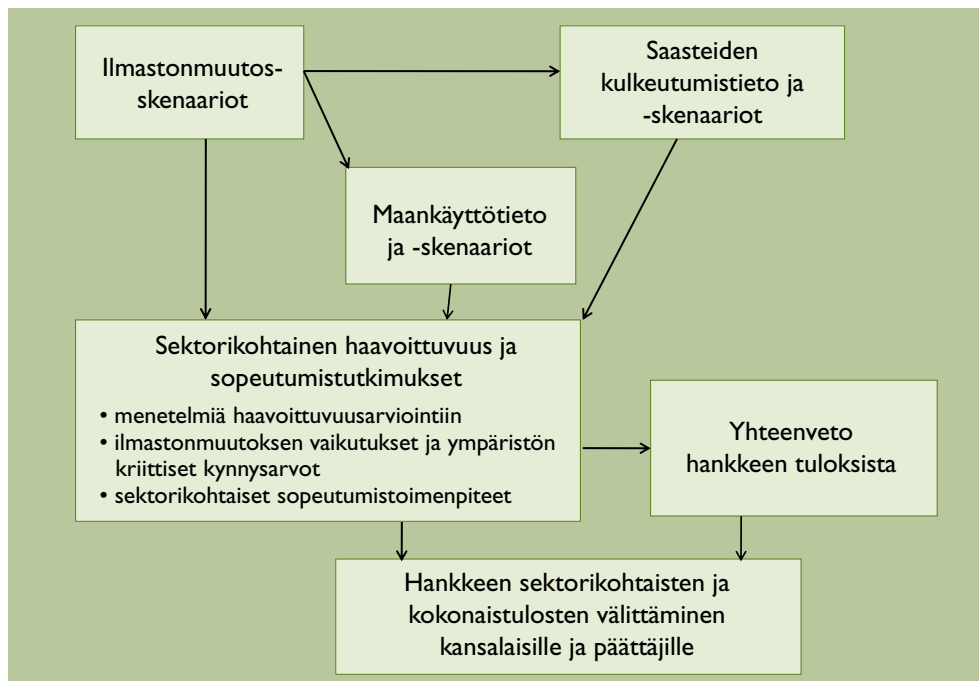 Ilmastonmuutos-
skenaariot
Saasteiden
kulkeutumistieto ja
-skenaariot
Maankäyttötieto
ja -skenaariot
Sektorikohtainen haavoittuvuus ja
sopeutumistutkimukset
• menetelmiä haavoittuvuusarviointiin
• ilmastonmuutoksen vaikutukset ja ympäristön
kriittiset kynnysarvot
• sektorikohtaiset sopeutumistoimenpiteet
Yhteenveto
hankkeen tuloksista
Hankkeen sektorikohtaisten ja
kokonaistulosten välittäminen
kansalaisille ja päättäjille